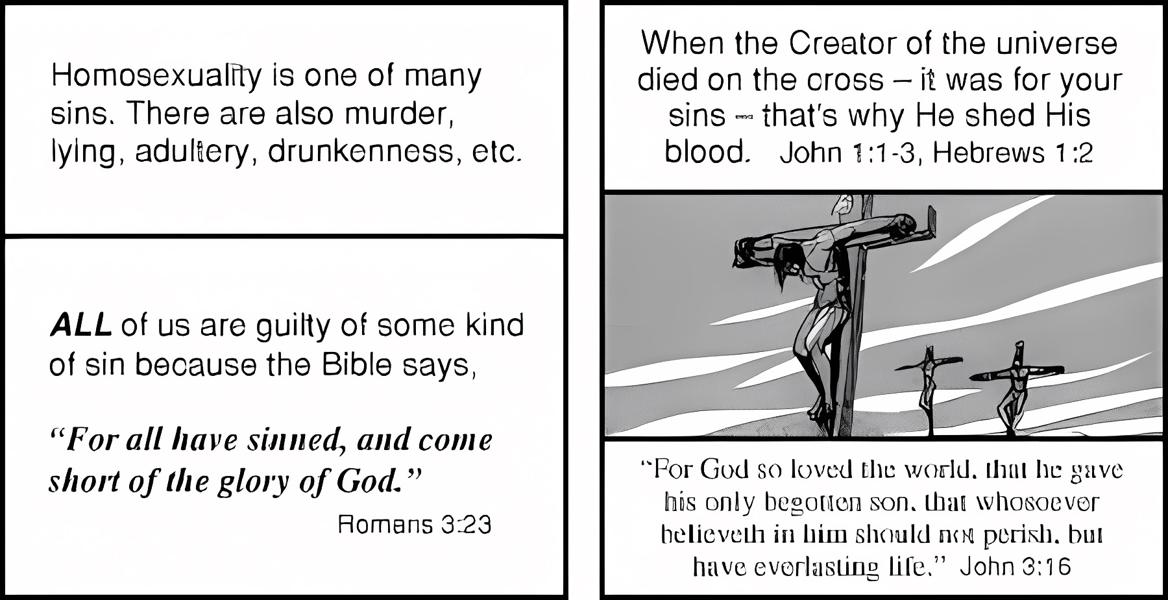 Homosexuality is one of many
sins. There are also murder,
lying, adultery, drunkenness, etc.
ALL of us are guilty of some kind
of sin because the Bible says,
“For all have sinned, and come
short of the glory of God.”
Romans 3:23
When the Creator of the universe
died on the cross – it was for your
sins – that's why He shed His
blood. John 1:1-3, Hebrews 1:2
“For God so loved the world, that he gave
his only begotten son, that whosoever
believeth in him should not perish, but
have everlasting life.” John 3:16